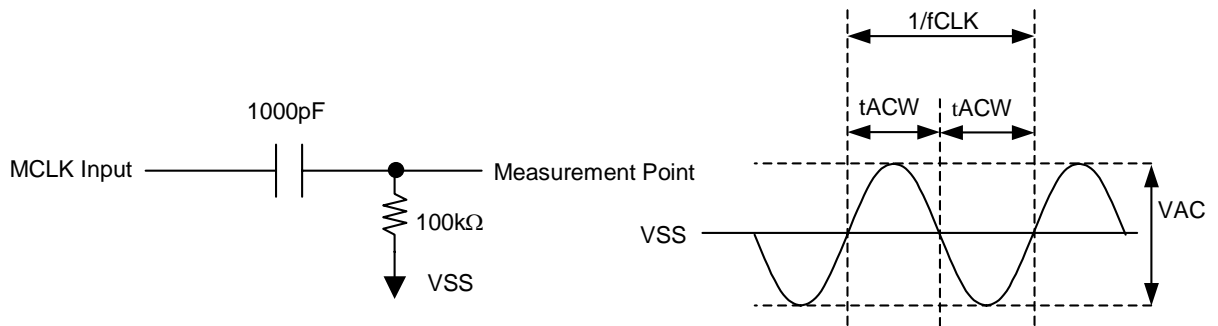 1/fCLK
1000pF
tACW tACW
MCLK Input
Measurement Point
100kΩ
VSS
VSS
VAC